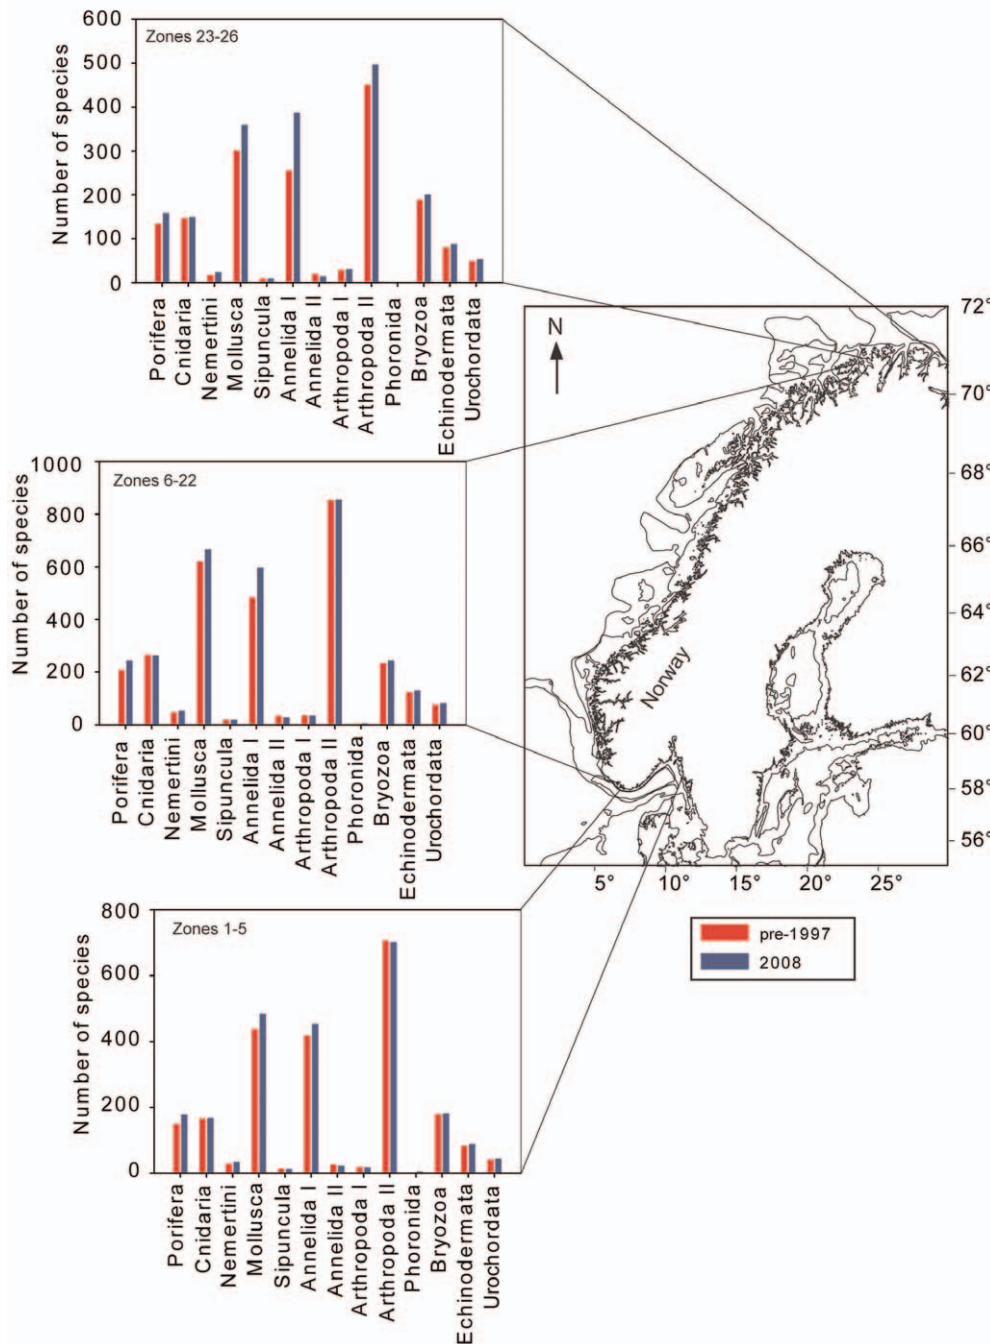 600
500
400
300
200
100
0
Number of species
Zones 23-26
Porifera
Cnidaria
Nemertini
Mollusca
Sipuncula
Annelida I
Annelida II
Arthropoda I
Arthropoda II
Phoronida
Bryozoa
Echinodermata
Urochordata
1000
800
600
400
200
0
Number of species
Zones 6-22
Porifera
Cnidaria
Nemertini
Mollusca
Sipuncula
Annelida I
Annelida II
Arthropoda I
Arthropoda II
Phoronida
Bryozoa
Echinodermata
Urochordata
800
600
400
200
0
Number of species
Zones 1-5
Porifera
Cnidaria
Nemertini
Mollusca
Sipuncula
Annelida I
Annelida II
Arthropoda I
Arthropoda II
Phoronida
Bryozoa
Echinodermata
Urochordata
N
Norway
72°
70°
68°
66°
64°
62°
60°
58°
56°
5°
10°
15°
20°
25°
pre-1997
2008